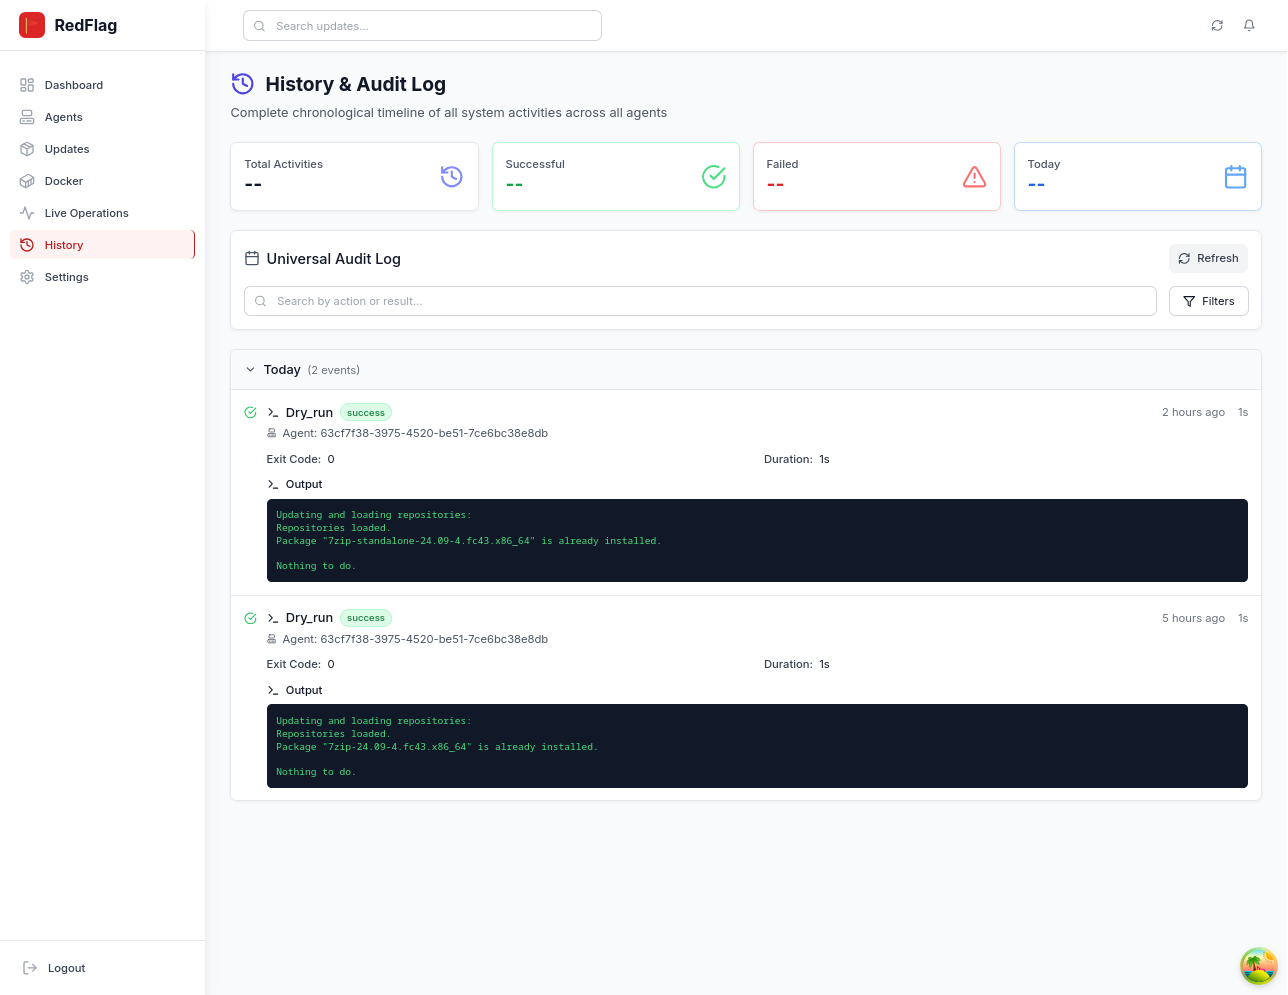 RedFlag
Search updates...
Dashboard
Agents
Updates
Docker
Live Operations
History
Settings
Logout
History & Audit Log
Complete chronological timeline of all system activities across all agents
Total Activities
--
Successful
--
Failed
--
Today
--
Universal Audit Log
Refresh
Search by action or result...
Filters
Today (2 events)
Dry_run success 2 hours ago 1s
Agent: 63cf7f38-3975-4520-be51-7ce6bc38e8db
Exit Code: 0 Duration: 1s
Output
Updating and loading repositories:
Repositories loaded.
Package "7zip-standalone-24.09-4.fc43.x86_64" is already installed.
Nothing to do.
Dry_run success 5 hours ago 1s
Agent: 63cf7f38-3975-4520-be51-7ce6bc38e8db
Exit Code: 0 Duration: 1s
Output
Updating and loading repositories:
Repositories loaded.
Package "7zip-24.09-4.fc43.x86_64" is already installed.
Nothing to do.